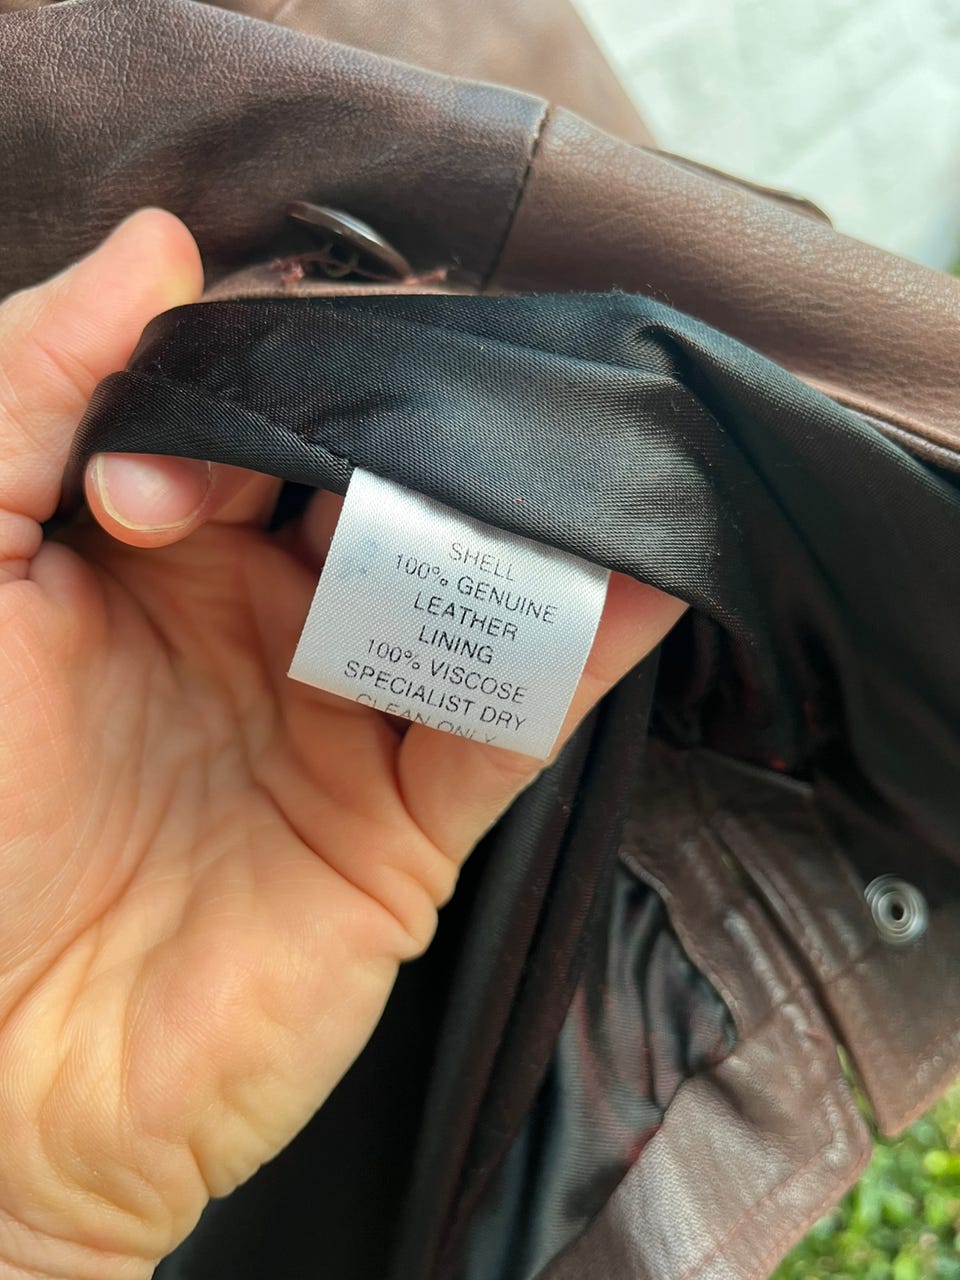 SHELL
100% GENUINE
LEATHER
LINING
100% VISCOSE
SPECIALIST DRY
CLEAN ONLY